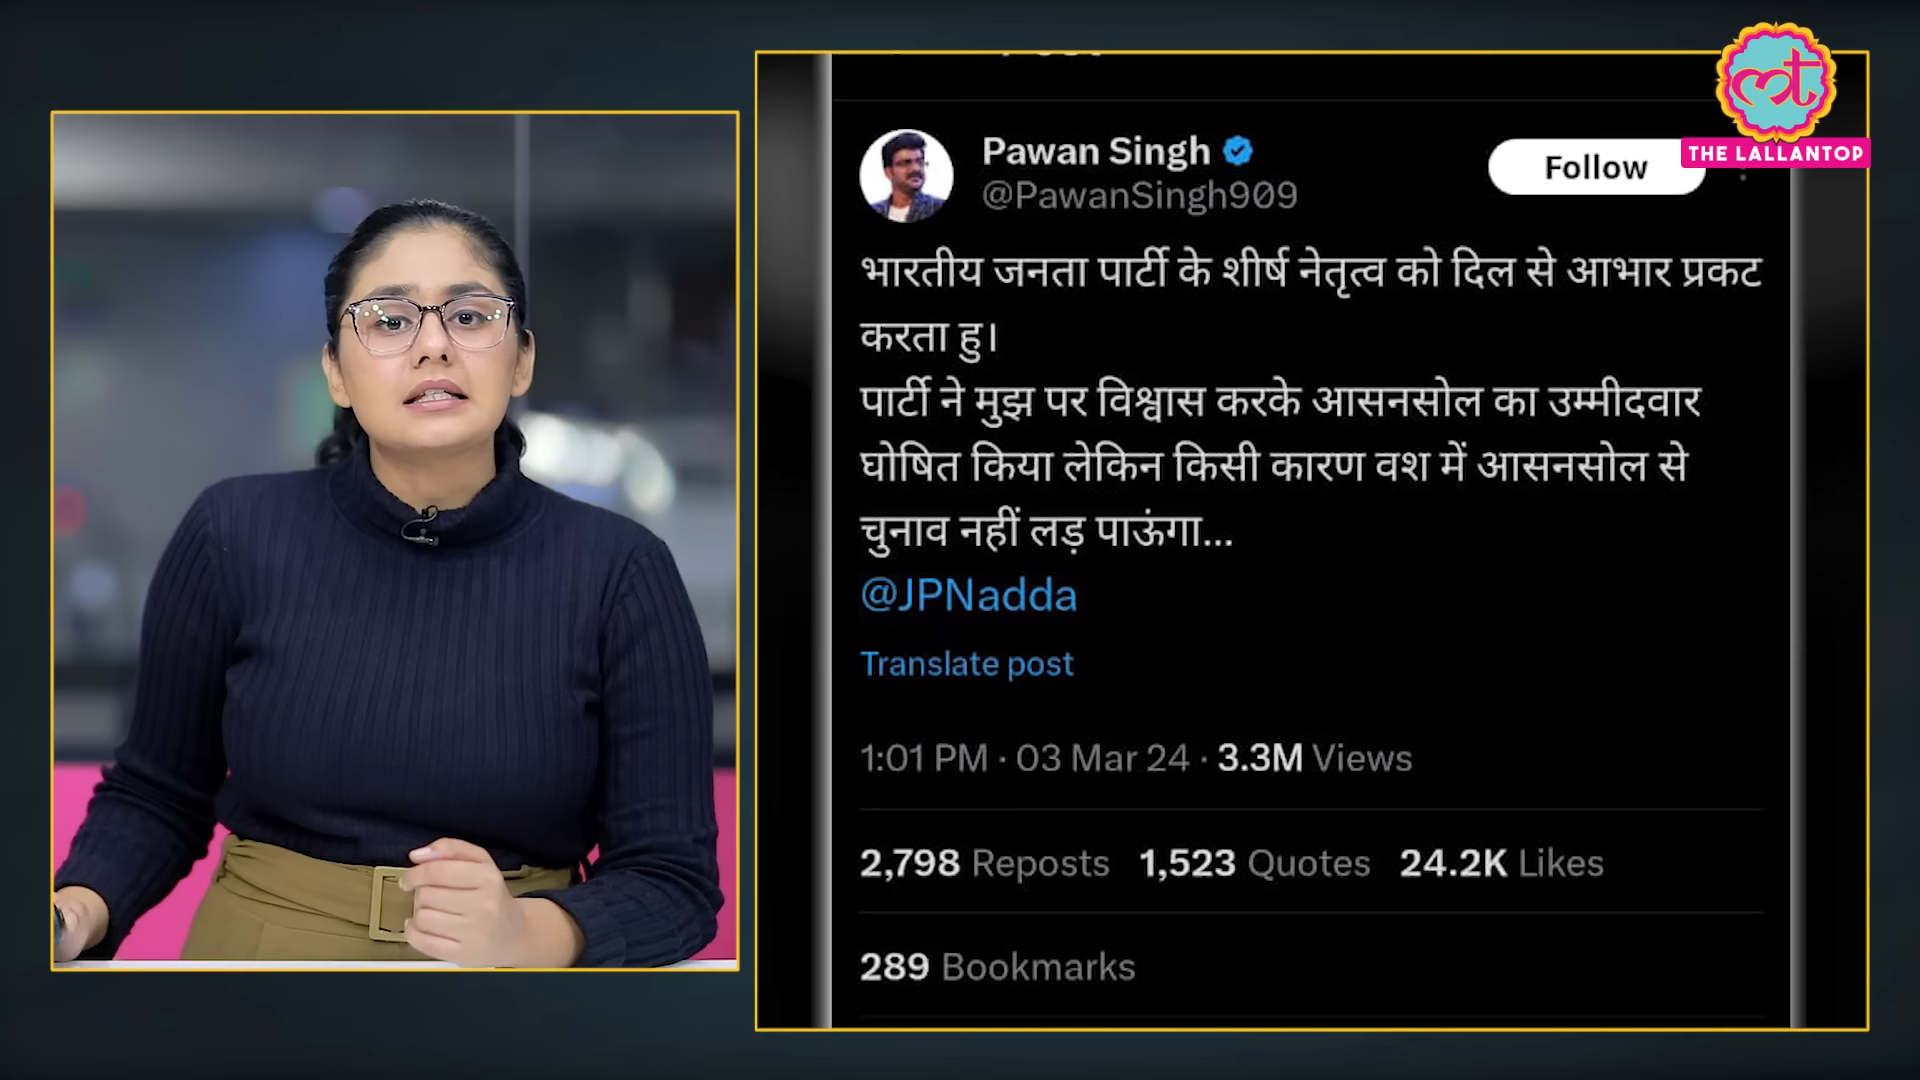 THE LALLANTOP
Pawan Singh
@PawanSingh909
Follow
भारतीय जनता पार्टी के शीर्ष नेतृत्व को दिल से आभार प्रकट
करता हु।
पार्टी ने मुझ पर विश्वास करके आसनसोल का उम्मीदवार
घोषित किया लेकिन किसी कारण वश में आसनसोल से
चुनाव नहीं लड़ पाऊंगा...
@JPNadda
Translate post
1:01 PM · 03 Mar 24 · 3.3M Views
2,798 Reposts 1,523 Quotes 24.2K Likes
289 Bookmarks